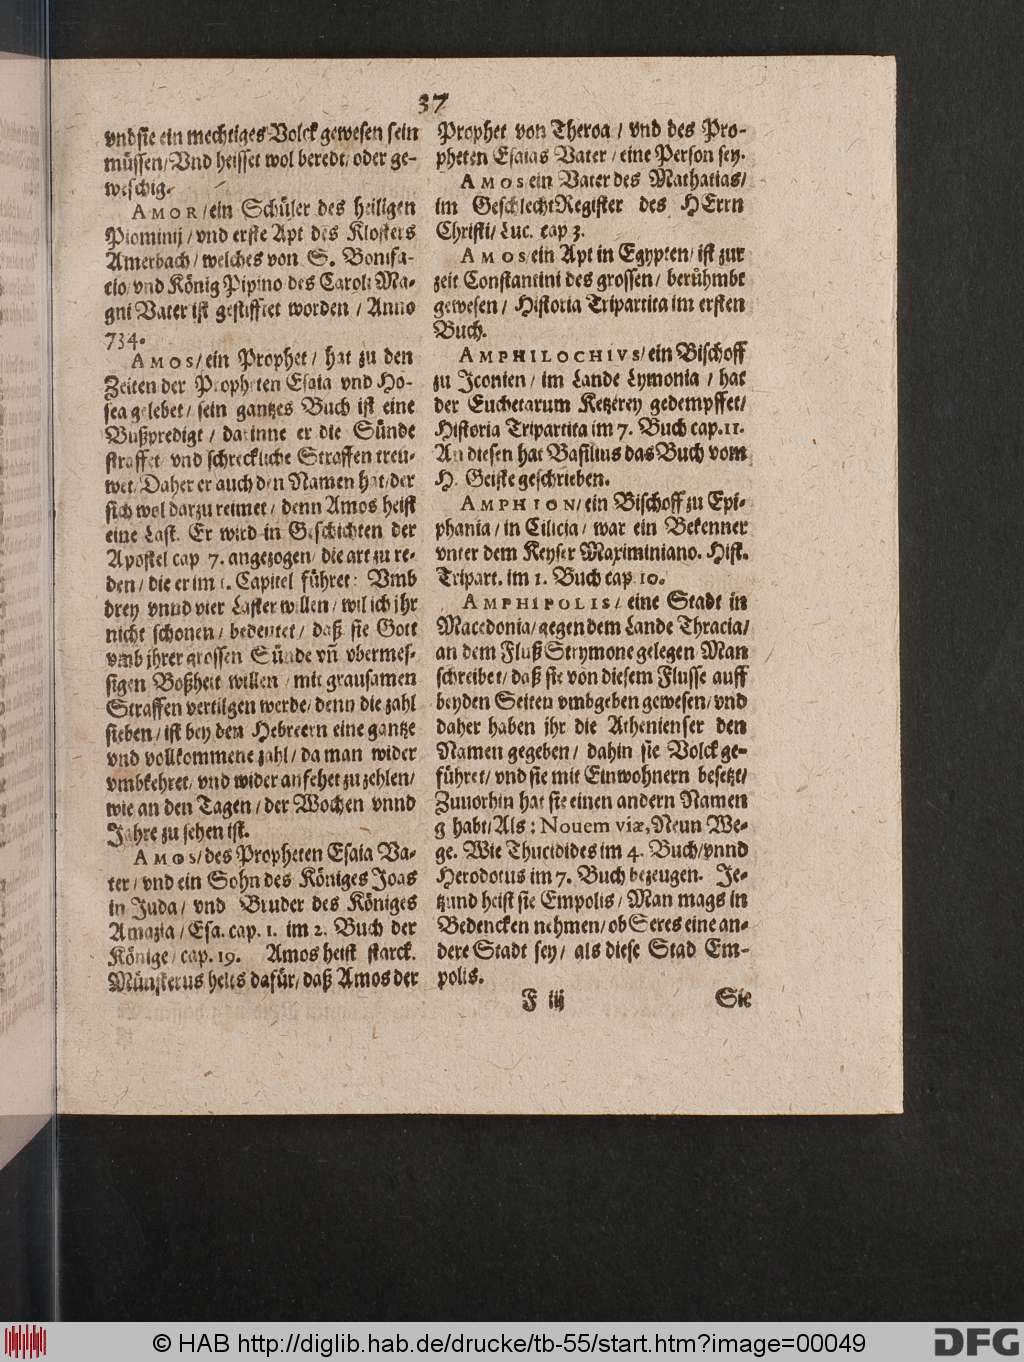 37
vnd sie ein mechtiges Volck gewesen sein
müssen/ Vnd heisset wol beredt/ oder ge-
weschig.
AMOR/ ein Schüler des heiligen
Piominij/ vnd erste Apt des Klosters
Amerbach/ welches von S. Bonifa-
cio/ vnd König Pipino des Caroli Ma-
gni Vater ist gestifftet worden/ Anno
734.
AMOS/ ein Prophet/ hat zu den
Zeiten der Propheten Esaia vnd Ho-
sea gelebet/ sein gantzes Buch ist eine
Bußpredigt/ darinne er die Sünde
straffet/ vnd schreckliche Straffen treu-
wet/ Daher er auch den Namen hat/ der
sich wol darzu reimet/ denn Amos heist
eine Last. Er wird in Geschichten der
Apostel cap 7. angezogen/ die art zu re-
den/ die er im 1. Capitel führet: Vmb
drey vnnd vier Laster willen/ wil ich jhr
nicht schonen/ bedeutet/ daß sie Gott
vmb jhrer grossen Sünde vñ vbermes-
sigen Boßheit willen/ mit grausamen
Straffen vertilgen werde/ denn die zahl
sieben/ ist bey den Hebreern eine gantze
vnd vollkommene zahl/ da man wider
vmbkehret/ vnd wider anfehet zu zehlen/
wie an den Tagen/ der Wochen vnnd
Jahre zu sehen ist.
AMOS/ des Propheten Esaia Va-
ter/ vnd ein Sohn des Königes Joas
in Juda/ vnd Bruder des Königes
Amazia/ Esa. cap. 1. im 2. Buch der
Könige/ cap. 19. Amos heist starck.
Münsterus helts dafür/ daß Amos der
Prophet von Theroa/ vnd des Pro-
pheten Esaias Vater/ eine Person sey.
AMOS ein Vater des Mathatias/
im GeschlechtRegister des HErrn
Christi/ Luc. cap 3.
AMOS/ ein Apt in Egypten/ ist zur
zeit Constantini des grossen/ berühmbt
gewesen/ Historia Tripartita im ersten
Buch.
AMPHILOCHIVS/ ein Bischoff
zu Jconien/ im Lande Lymonia/ hat
der Euchetarum Ketzerey gedempffet/
Historia Tripartita im 7. Buch cap. 11.
An diesen hat Basilius das Buch vom
H. Geiste geschrieben.
AMPHION/ ein Bischoff zu Epi-
phania/ in Cilicia/ war ein Bekenner
vnter dem Keyser Maximiniano. Hist.
Tripart. im 1. Buch cap. 10.
AMPHIPOLIS/ eine Stadt in
Macedonia/ gegen dem Lande Thracia/
an dem Fluß Strymone gelegen Man
schreibet/ daß sie von diesem Flusse auff
beyden Seiten vmbgeben gewesen/ vnd
daher haben jhr die Athenienser den
Namen gegeben/ dahin sie Volck ge-
führet/ vnd sie mit Einwohnern besetzt/
Zuuorhin hat sie einen andern Namen
g habt/ Als: Nouem viæ, Neun We-
ge. Wie Thucidides im 4. Buch/ vnnd
Herodotus im 7. Buch bezeugen. Je-
tzund heist sie Empolis/ Man mags in
Bedencken nehmen/ ob Seres eine an-
dere Stadt sey/ als diese Stad Em-
polis.
F iij Sie
© HAB http://diglib.hab.de/drucke/tb-55/start.htm?image=00049
DFG